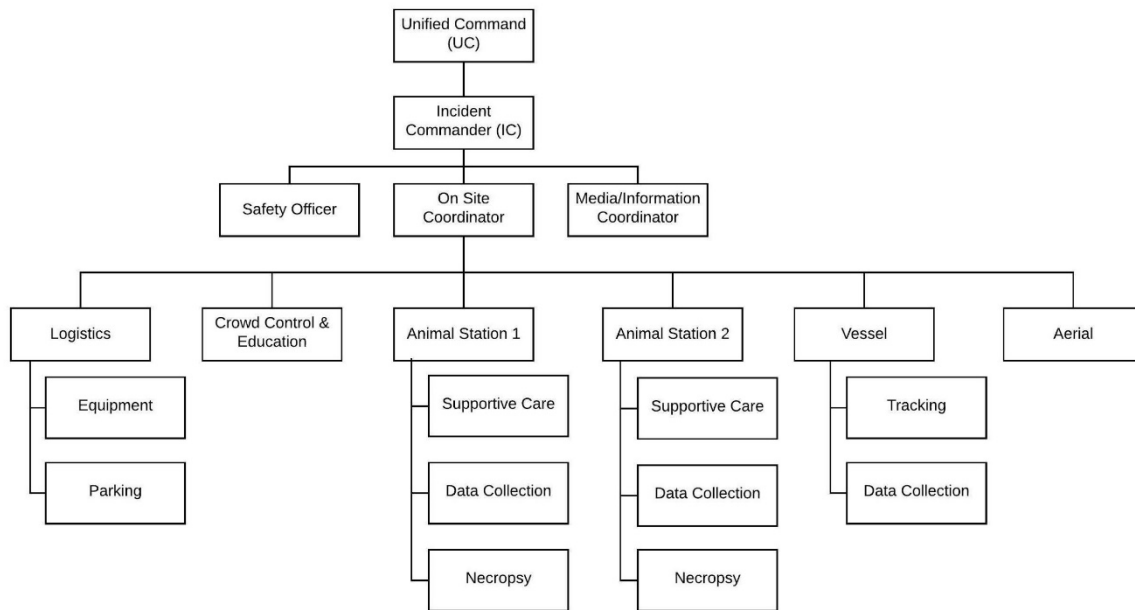 Unified Command
(UC)
Incident
Commander (IC)
Safety Officer
On Site
Coordinator
Media/Information
Coordinator
Logistics
Crowd Control &
Education
Animal Station 1
Animal Station 2
Vessel
Aerial
Equipment
Supportive Care
Supportive Care
Tracking
Parking
Data Collection
Data Collection
Data Collection
Necropsy
Necropsy